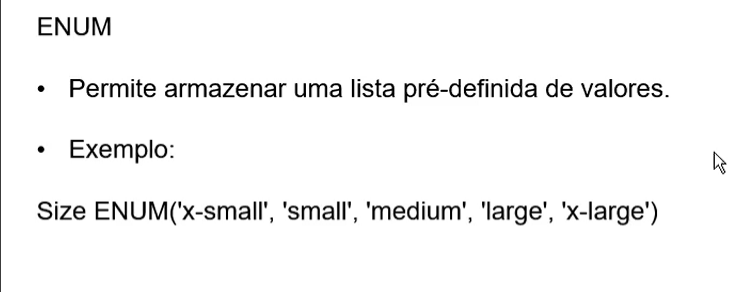 ENUM
• Permite armazenar uma lista pré-definida de valores.
• Exemplo:
Size ENUM('x-small', 'small', 'medium', 'large', 'x-large')